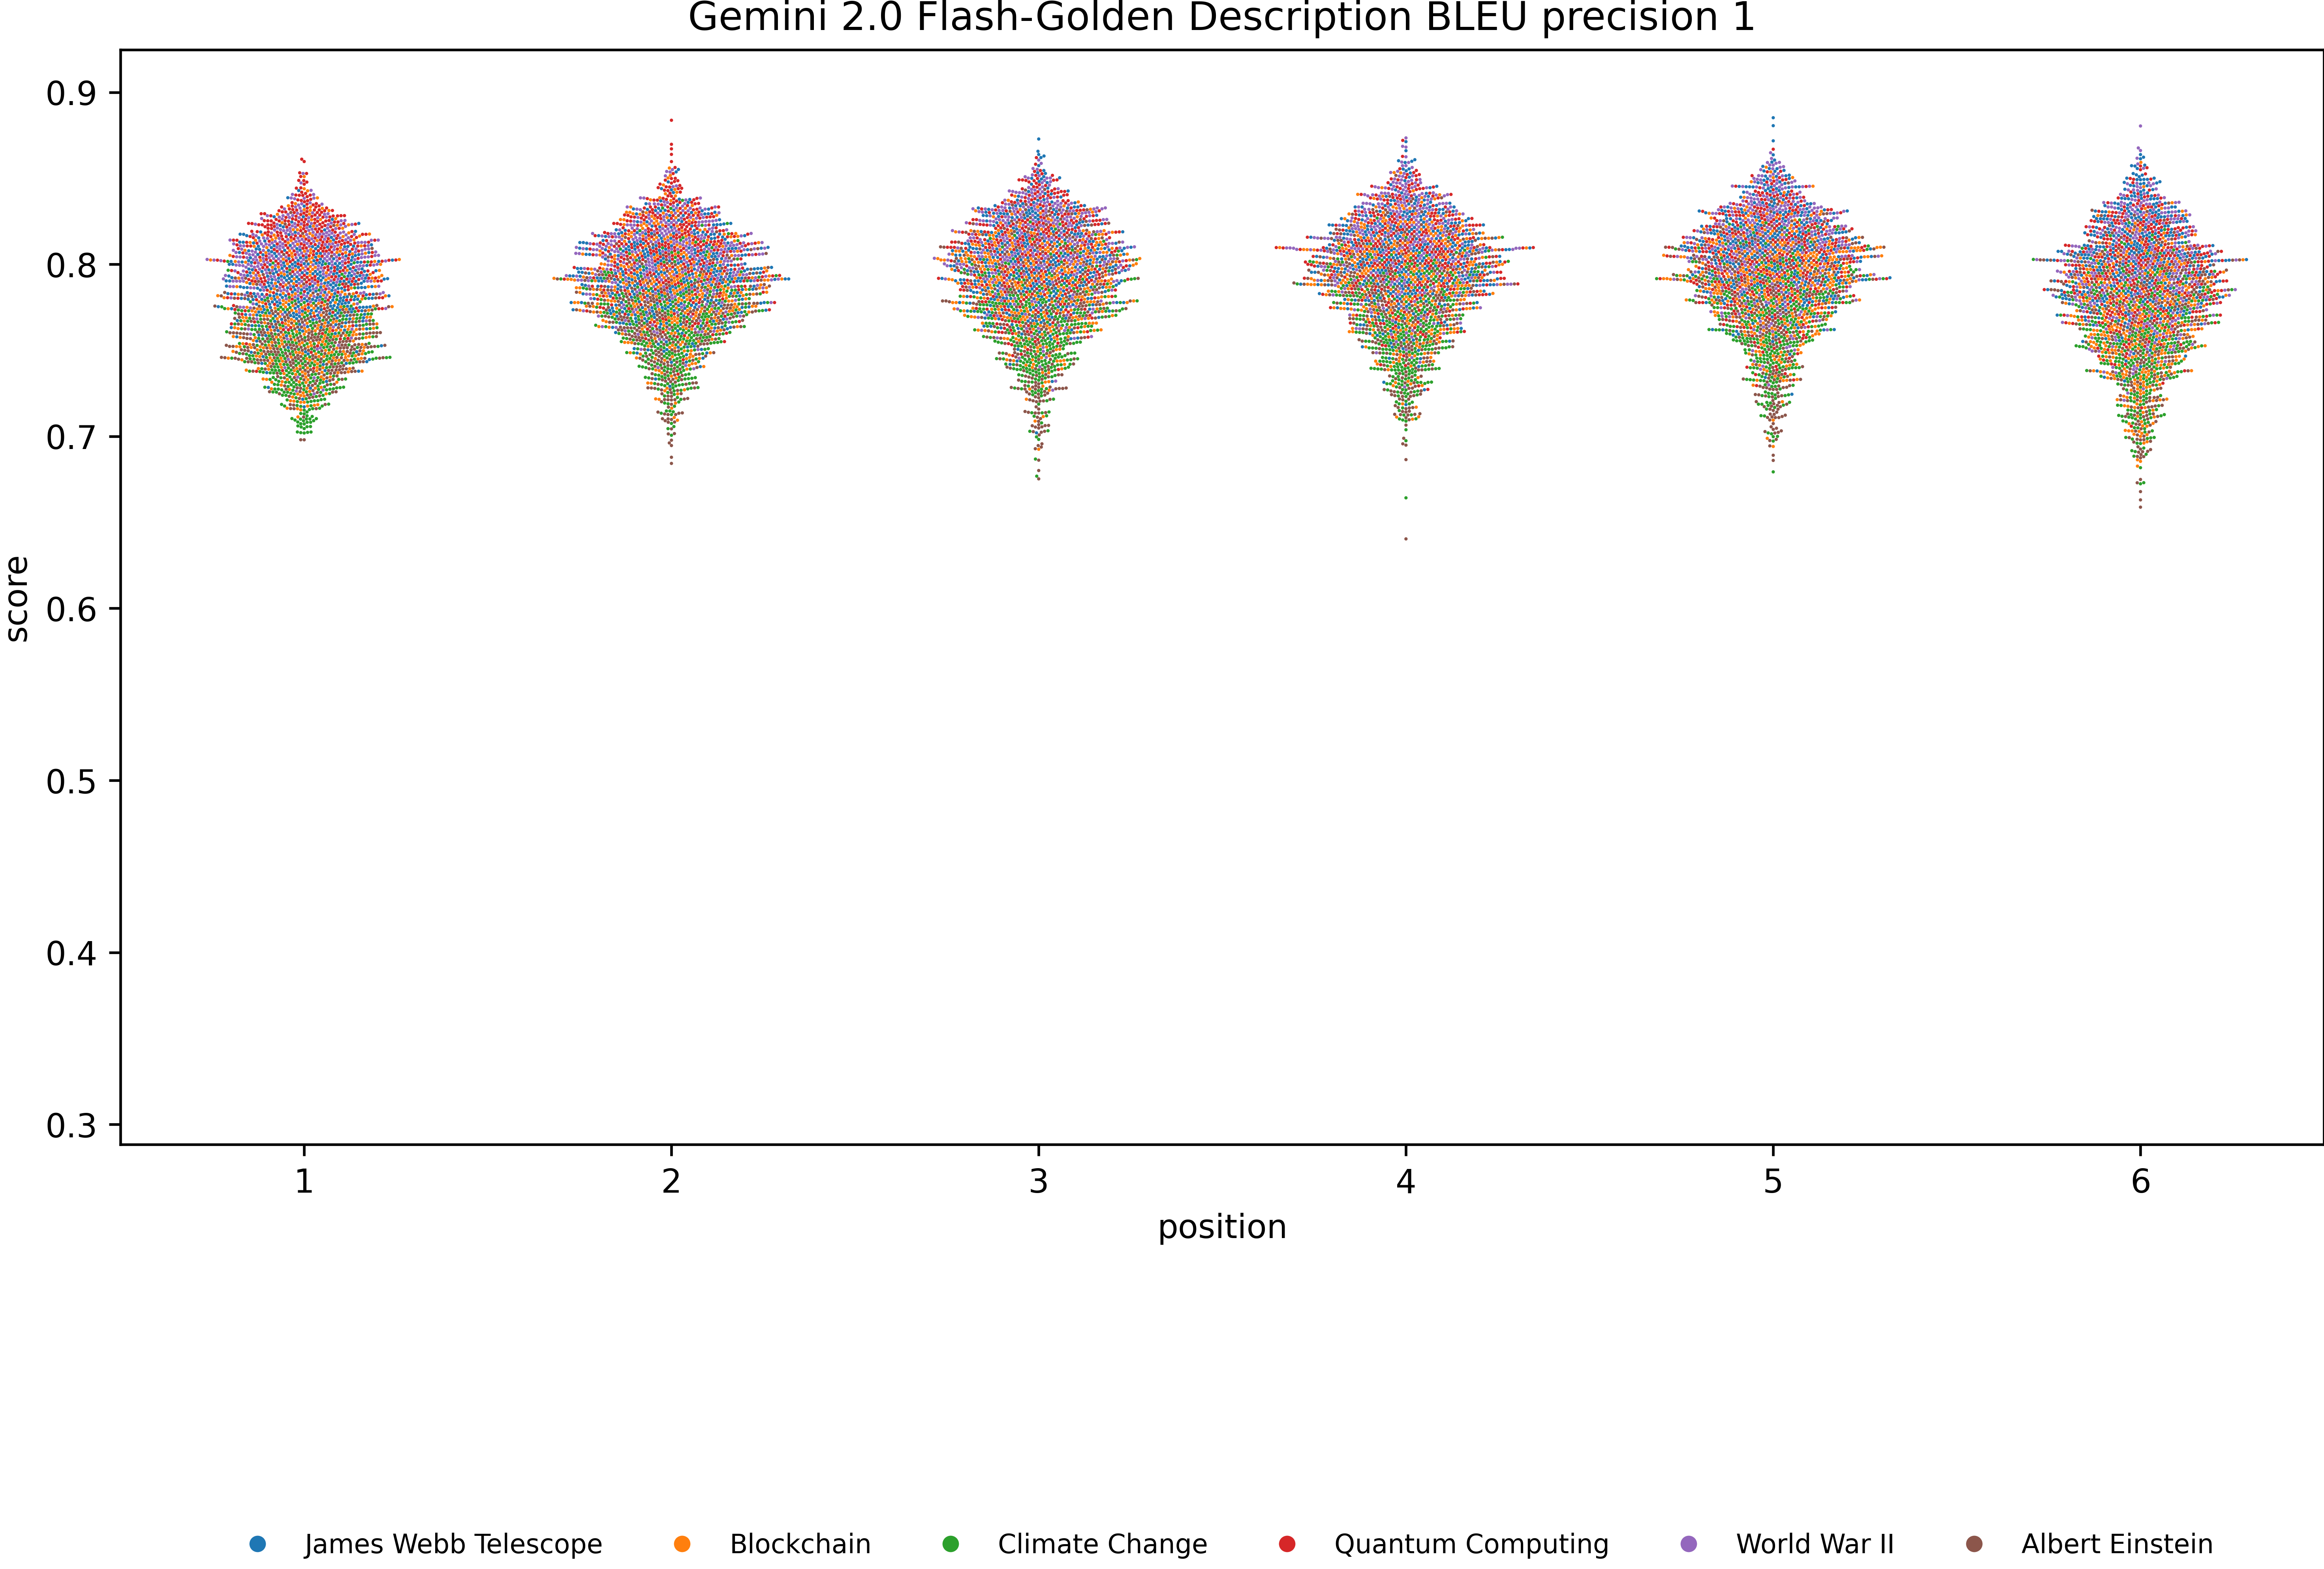 Gemini 2.0 Flash-Golden Description BLEU precision 1
0.9
0.8
0.7
0.6
0.5
0.4
0.3
score
1 2 3 4 5 6
position
James Webb Telescope Blockchain Climate Change Quantum Computing World War II Albert Einstein